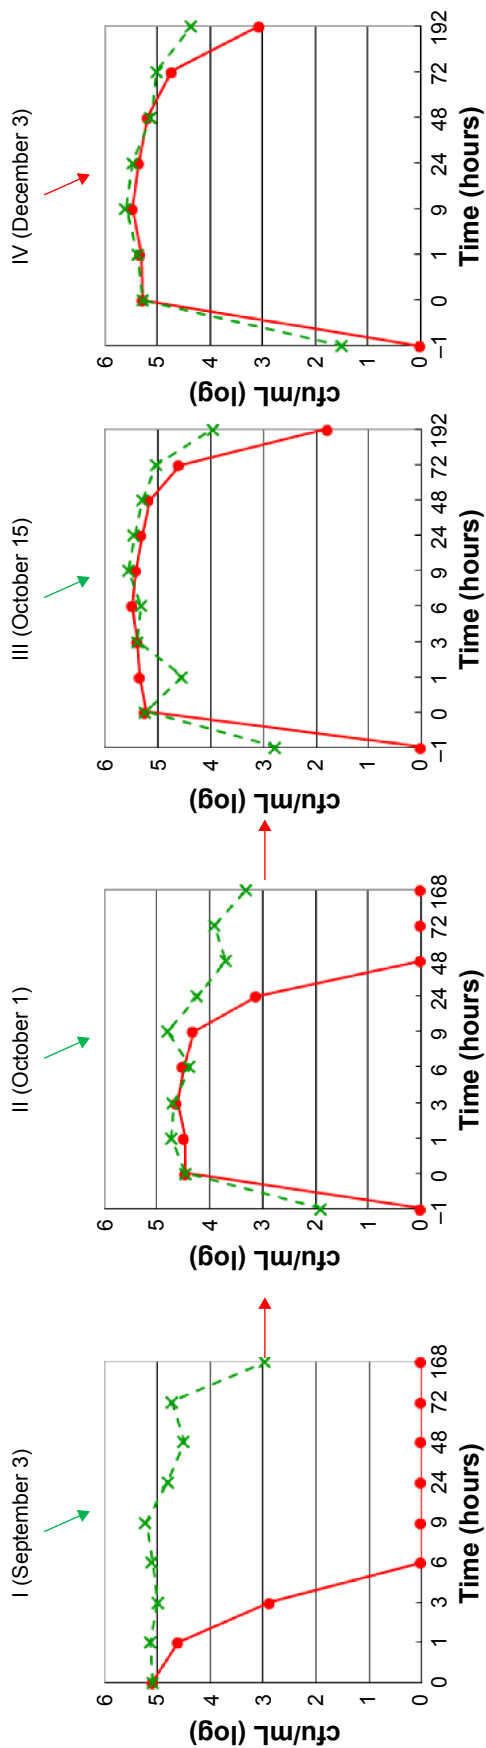 I (September 3)
6
5
4
3
2
1
0
cfu/mL (log)
0 1 3 6 9 24 48 72 168
Time (hours)
II (October 1)
6
5
4
3
2
1
0
cfu/mL (log)
–1 0 1 3 6 9 24 48 72 168
Time (hours)
III (October 15)
6
5
4
3
2
1
0
cfu/mL (log)
–1 0 1 3 6 9 24 48 72 192
Time (hours)
IV (December 3)
6
5
4
3
2
1
0
cfu/mL (log)
–1 0 1 9 24 48 72 192
Time (hours)